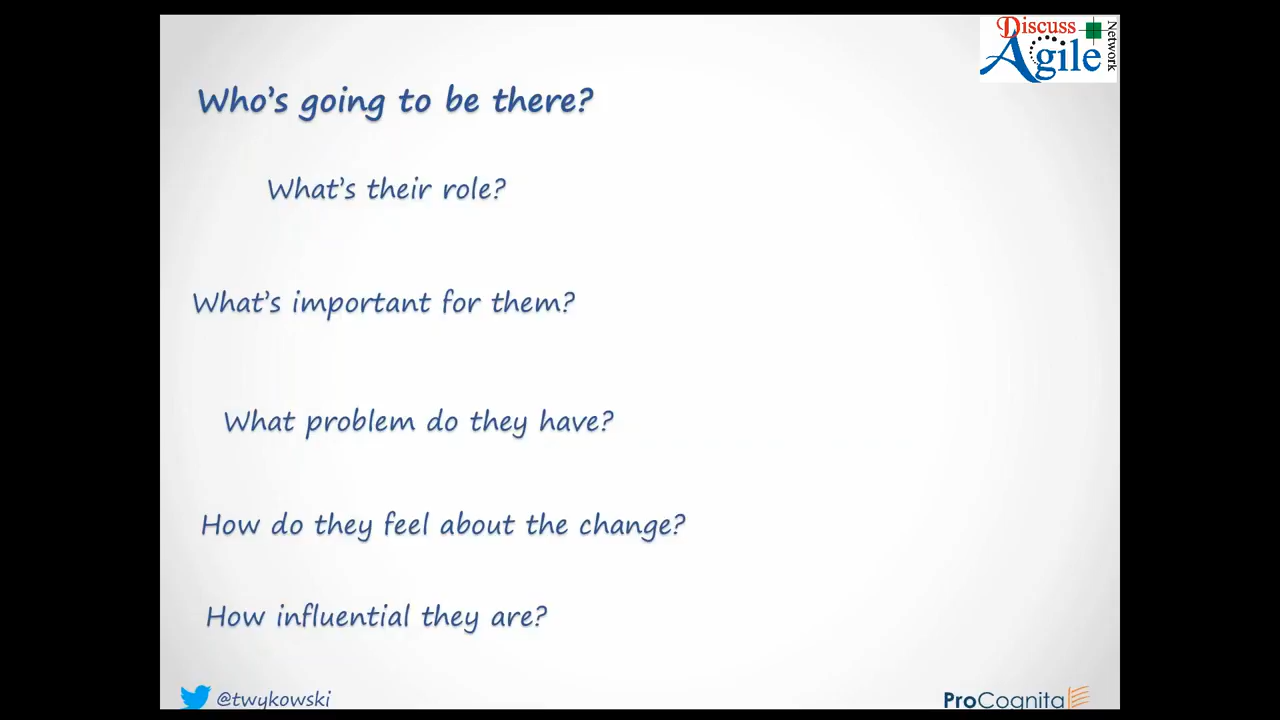 Discuss
Agile
Network
Who's going to be there?
What's their role?
What's important for them?
What problem do they have?
How do they feel about the change?
How influential they are?
@twykowski
ProCognita